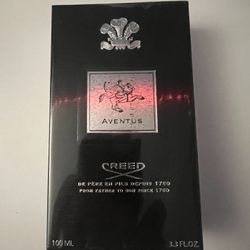 AVENTUS
CREED
DE PÈRE EN FILS DEPUIS 1760
FROM FATHER TO SON SINCE 1760
100 ML 3.3 FL.OZ